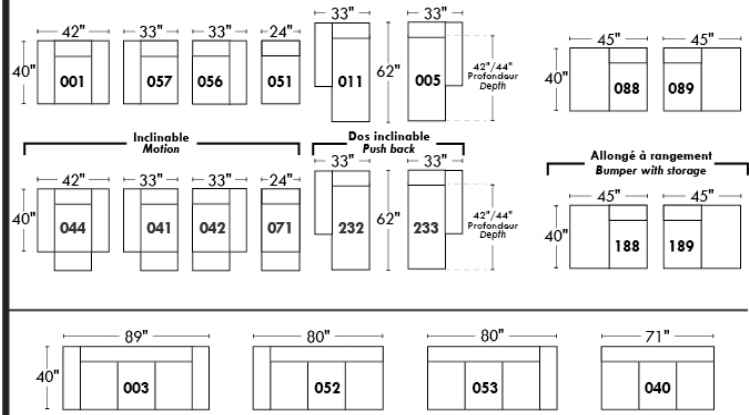 42" 33" 33" 24" 33" 33" 45" 45"
40" 001 057 056 051 011 62" 005 42"/44" Profondeur Depth 40" 088 089
Inclinable
Motion
Dos inclinable
Push back
Allongé à rangement
Bumper with storage
42" 33" 33" 24" 33" 33" 45" 45"
40" 044 041 042 071 232 62" 233 42"/44" Profondeur Depth 40" 188 189
89" 80" 80" 71"
40" 003 052 053 040